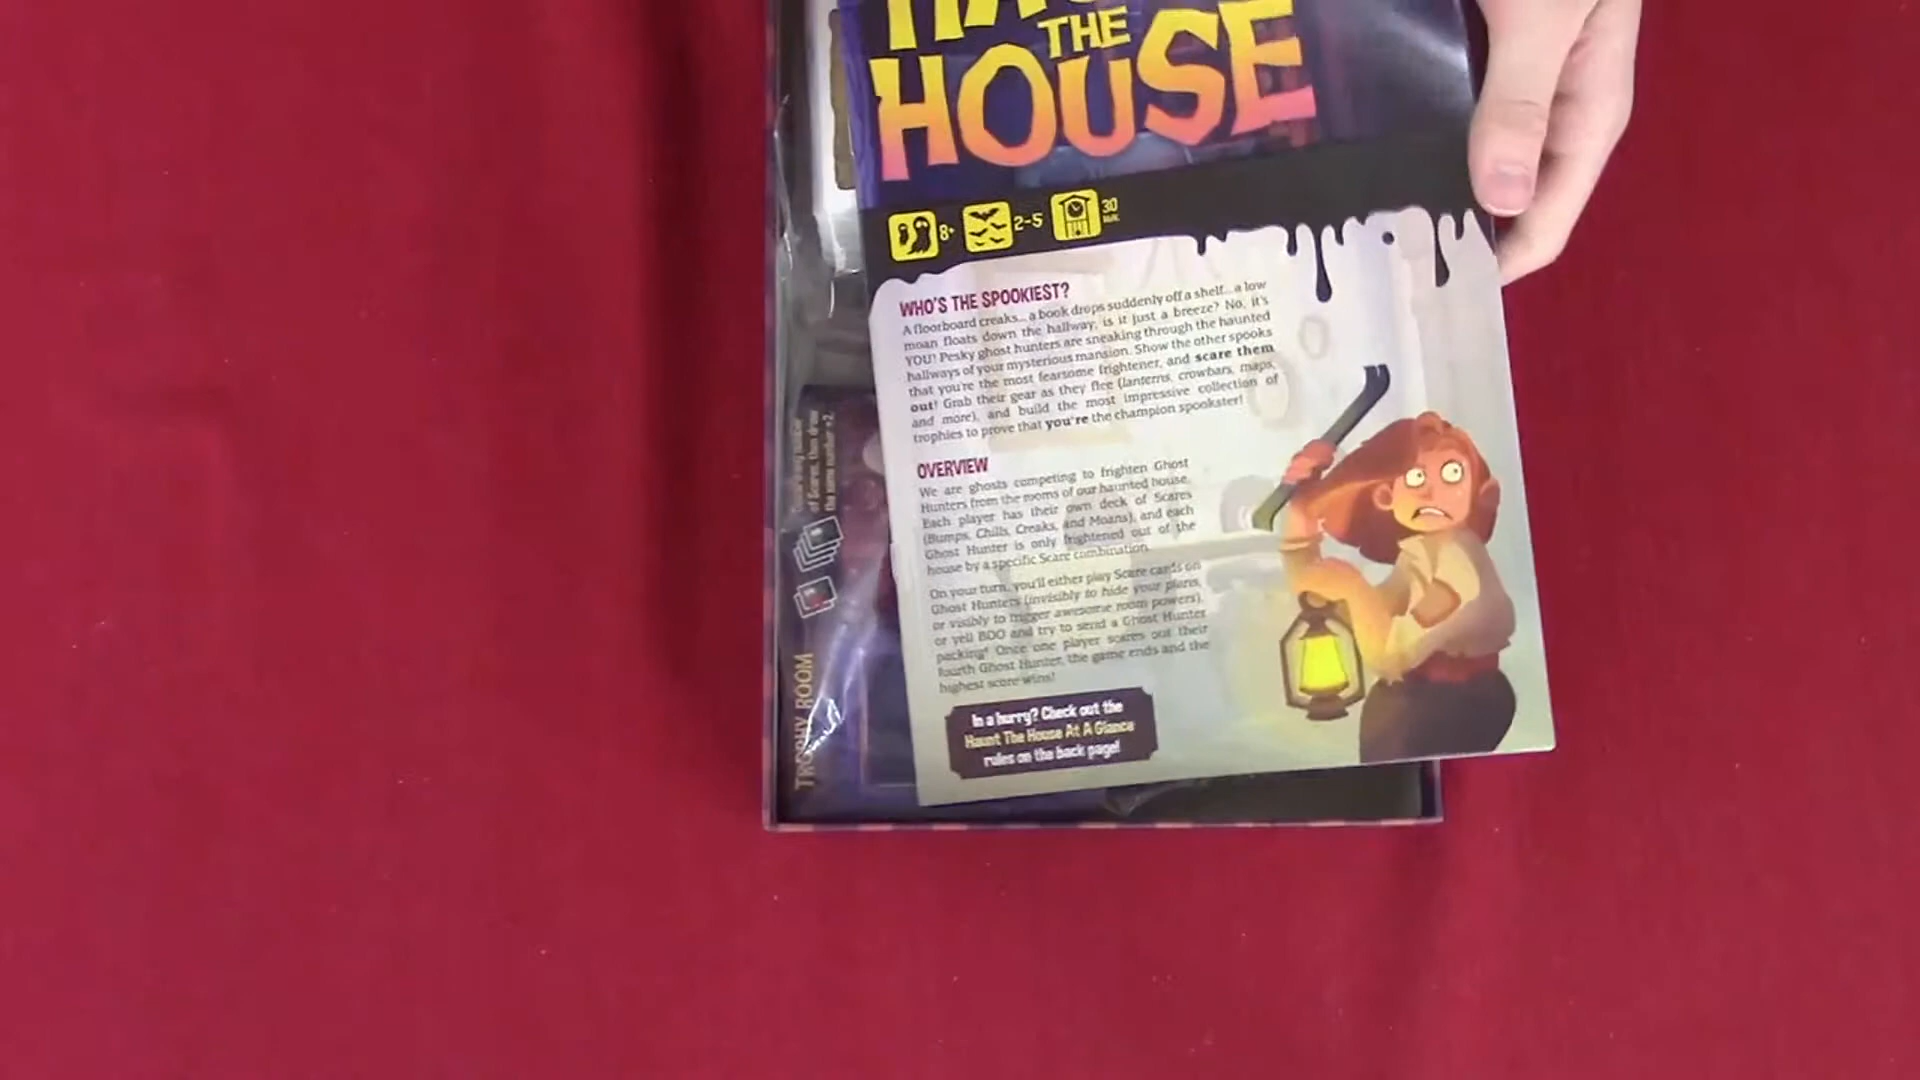 THE
HOUSE
8+
2-5
30
MIN.
WHO'S THE SPOOKIEST?
A floorboard creaks... a book drops suddenly off a shelf... a low
moan floats down the hallway, is it just a breeze? No, it's
YOU! Pesky ghost hunters are sneaking through the haunted
hallways of your mysterious mansion. Show the other spooks
that you're the most fearsome frightener, and scare them
out! Grab their gear as they flee (lanterns, crowbars, maps,
and more), and build the most impressive collection of
trophies to prove that you're the champion spookster!
OVERVIEW
We are ghosts competing to frighten Ghost
Hunters from the rooms of our haunted house.
Each player has their own deck of Scares
(Bumps, Chills, Creaks, and Moans), and each
Ghost Hunter is only frightened out of the
house by a specific Scare combination.
On your turn, you'll either play Scare cards on
Ghost Hunters (invisibly to hide your plans,
or visibly to trigger awesome room powers),
or yell BOO and try to send a Ghost Hunter
packing! Once one player scares out their
fourth Ghost Hunter, the game ends and the
highest score wins!
In a hurry? Check out the
Haunt The House At A Glance
rules on the back page!
of Scares, then draw
the same number +2.
TROPHY ROOM